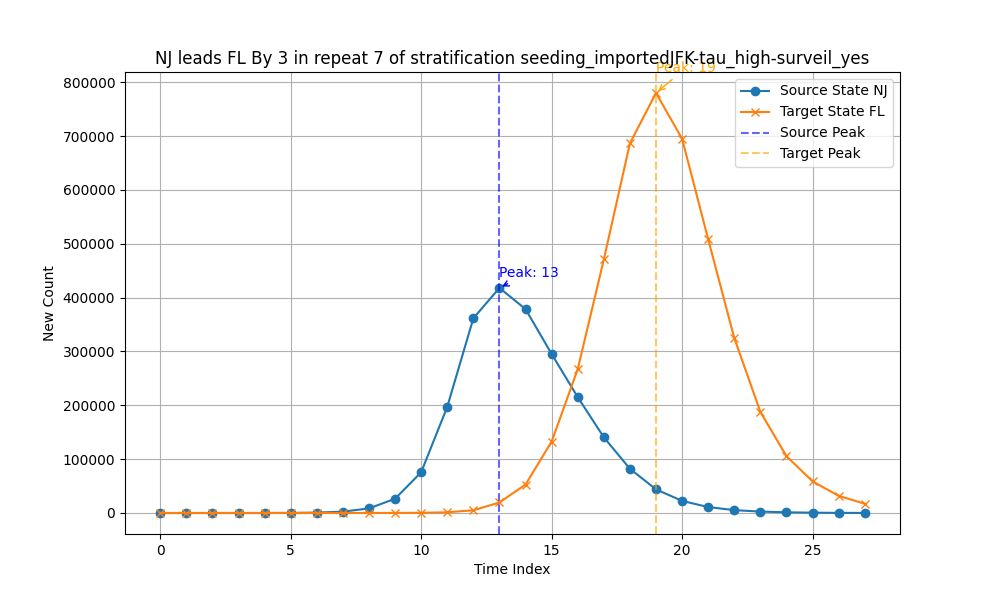 NJ leads FL By 3 in repeat 7 of stratification seeding_importedJFK-tau_high-surveil_yes
Peak: 19
800000
700000
600000
500000
400000
300000
200000
100000
0
New Count
Source State NJ
Target State FL
Source Peak
Target Peak
Peak: 13
0
5
10
15
20
25
Time Index